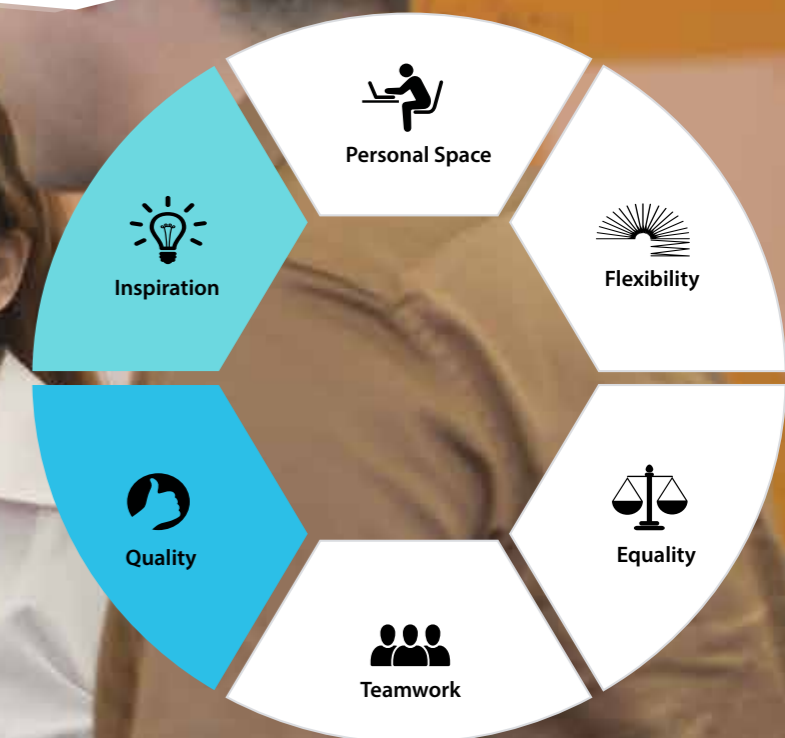 Personal Space
Flexibility
Equality
Teamwork
Quality
Inspiration